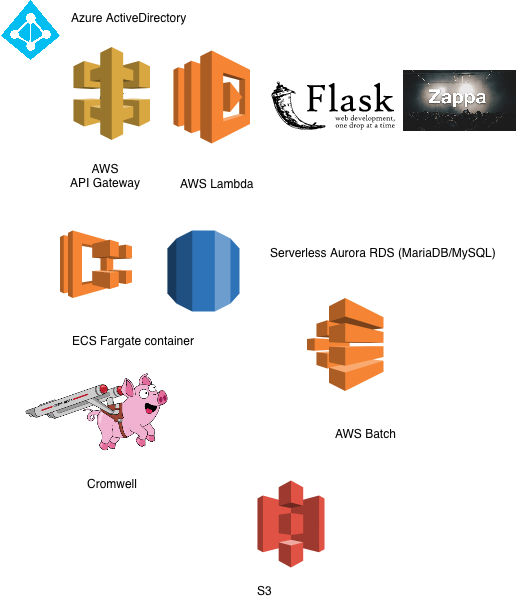 Azure ActiveDirectory
Flask
web development,
one drop at a time
Zappa
AWS
API Gateway
AWS Lambda
Serverless Aurora RDS (MariaDB/MySQL)
ECS Fargate container
AWS Batch
Cromwell
S3